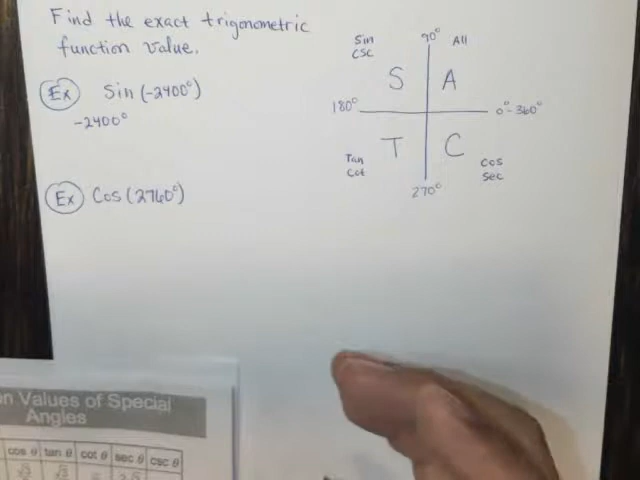 Find the exact trigonometric
function value.
Ex Sin (-2400°)
-2400°
Ex Cos (2760°)
90°
Sin
CSC
All
S A
180°
0°-360°
T C
Tan
Cot
Cos
Sec
270°
n Values of Special
Angles
cos θ tan θ cot θ sec θ csc θ